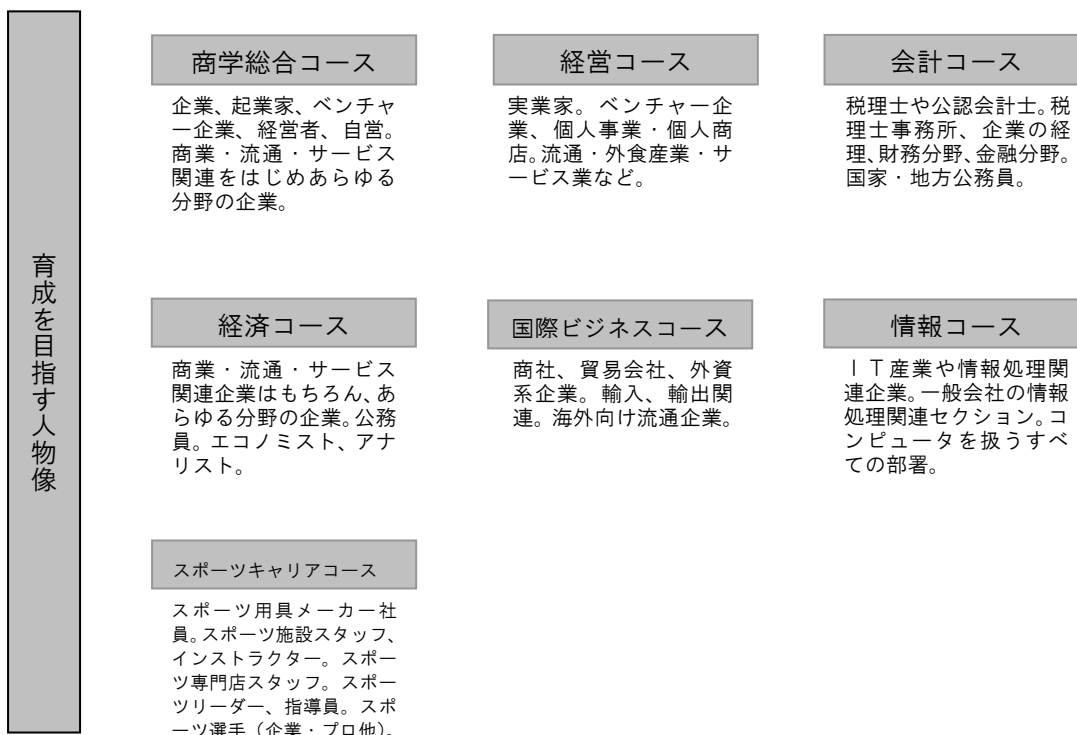 育成を目指す人物像
商学総合コース
企業、起業家、ベンチャ
ー企業、経営者、自営。
商業・流通・サービス
関連をはじめあらゆる
分野の企業。
経営コース
実業家。ベンチャー企
業、個人事業・個人商
店。流通・外食産業・サ
ービス業など。
会計コース
税理士や公認会計士。税
理士事務所、企業の経
理、財務分野、金融分野。
国家・地方公務員。
経済コース
商業・流通・サービス
関連企業はもちろん、あ
らゆる分野の企業。公務
員。エコノミスト、アナ
リスト。
国際ビジネスコース
商社、貿易会社、外資
系企業。輸入、輸出関
連。海外向け流通企業。
情報コース
IT産業や情報処理関
連企業。一般会社の情報
処理関連セクション。コ
ンピュータを扱うすべ
ての部署。
スポーツキャリアコース
スポーツ用具メーカー社
員。スポーツ施設スタッフ、
インストラクター。スポー
ツ専門店スタッフ。スポー
ツリーダー、指導員。スポ
ーツ選手（企業・プロ他）。